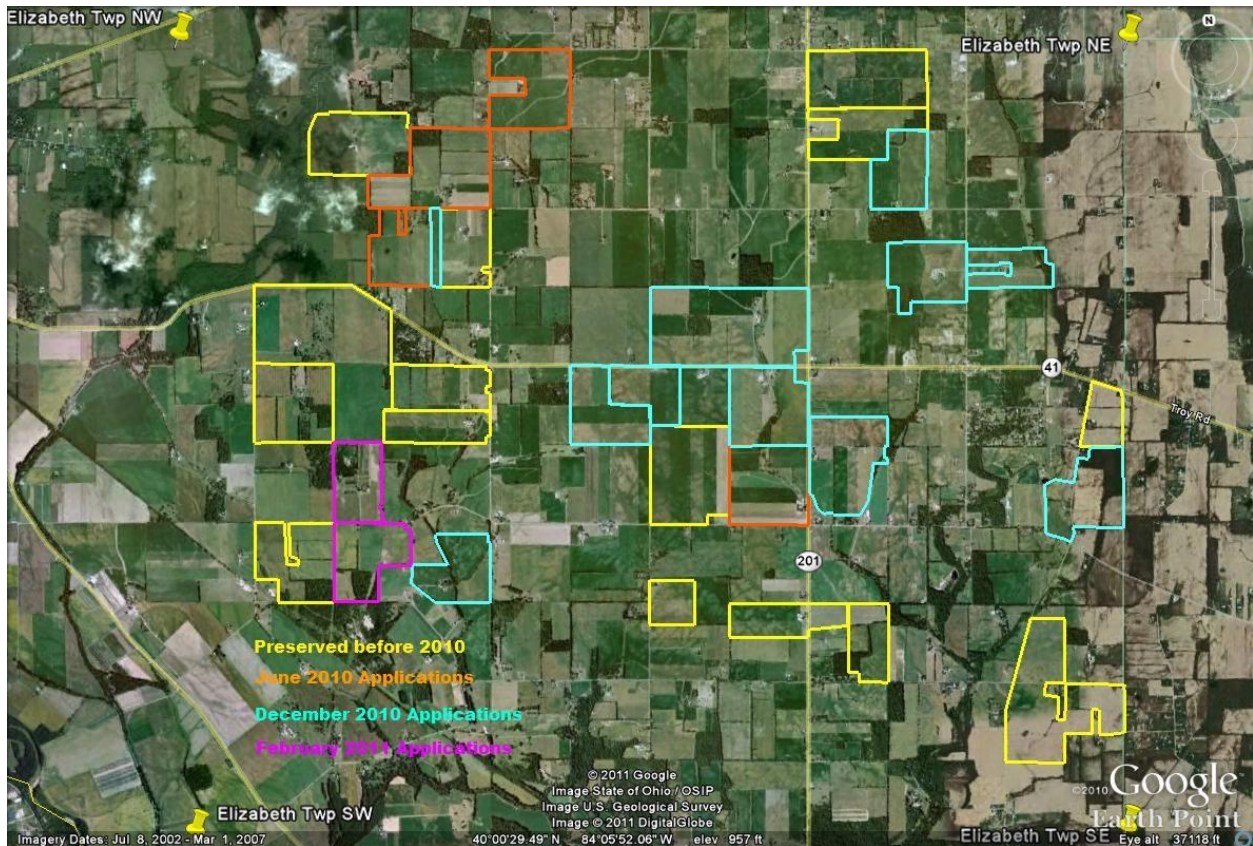 Elizabeth Twp NW
Elizabeth Twp NE
N
41
Troy Rd
201
Preserved before 2010
June 2010 Applications
December 2010 Applications
February 2011 Applications
© 2011 Google
Image State of Ohio / OSIP
Image U.S. Geological Survey
Image © 2011 DigitalGlobe
©2010 Google
Earth Point
Elizabeth Twp SW
Elizabeth Twp SE
Imagery Dates: Jul 8, 2002 - Mar 1, 2007
40°00'29.49" N 84°05'52.06" W elev 957 ft
Eye alt 37118 ft